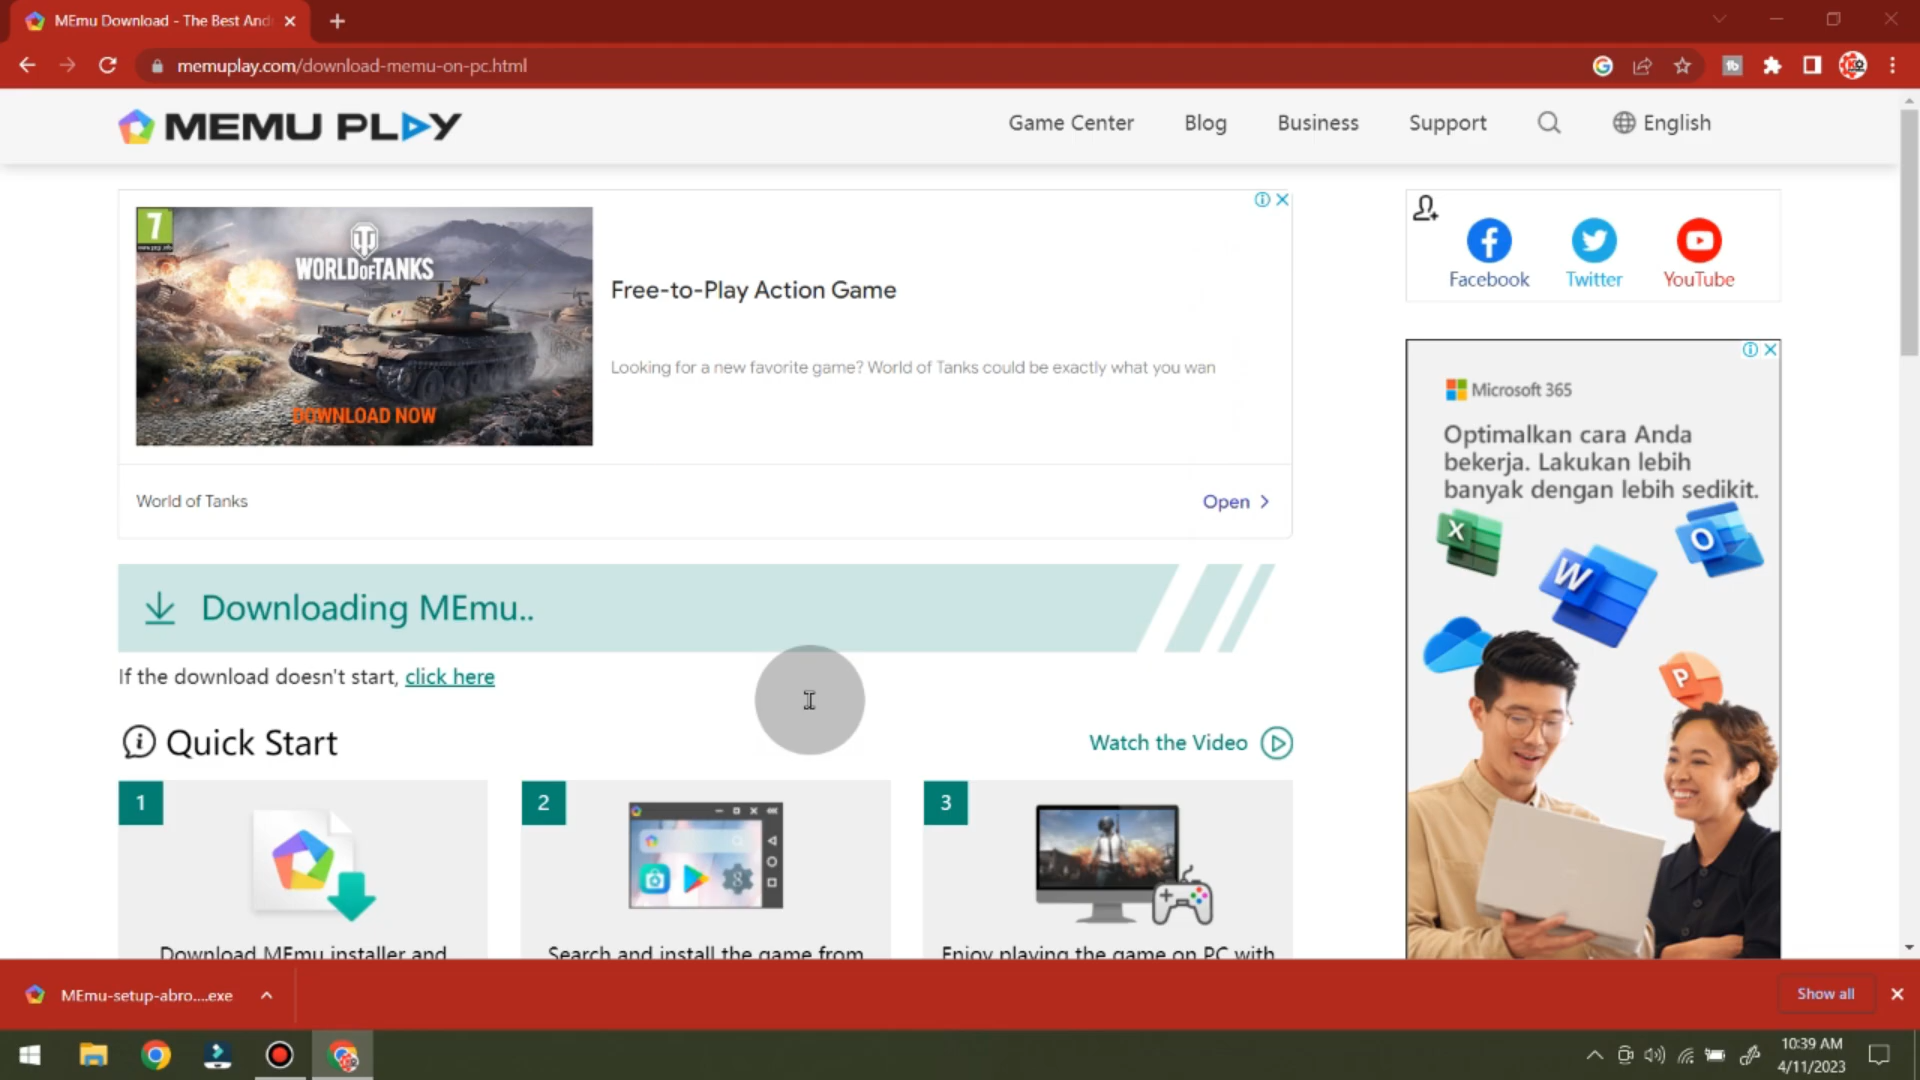 MEmu Download - The Best And
memuplay.com/download-memu-on-pc.html
MEMU PLAY
Game Center
Blog
Business
Support
English
7
WORLD OF TANKS
DOWNLOAD NOW
Free-to-Play Action Game
Looking for a new favorite game? World of Tanks could be exactly what you wan
World of Tanks
Open
Facebook
Twitter
YouTube
Microsoft 365
Optimalkan cara Anda
bekerja. Lakukan lebih
banyak dengan lebih sedikit.
X
W
O
P
Downloading MEmu..
If the download doesn't start, click here
Quick Start
Watch the Video
1
2
3
Download MEmu installer and
Search and install the game from
Enjoy playing the game on PC with
MEmu-setup-abro....exe
Show all
10:39 AM
4/11/2023